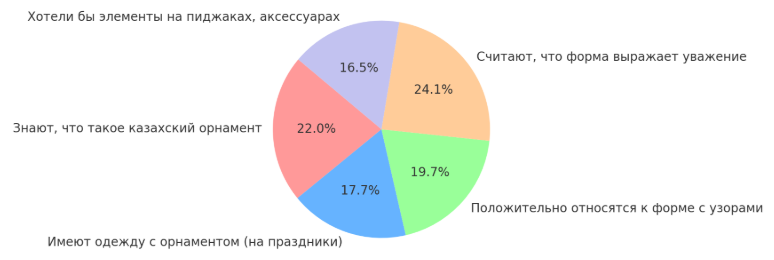 Хотели бы элементы на пиджаках, аксессуарах
16.5%
Считают, что форма выражает уважение
24.1%
Знают, что такое казахский орнамент
22.0%
19.7%
17.7%
Положительно относятся к форме с узорами
Имеют одежду с орнаментом (на праздники)